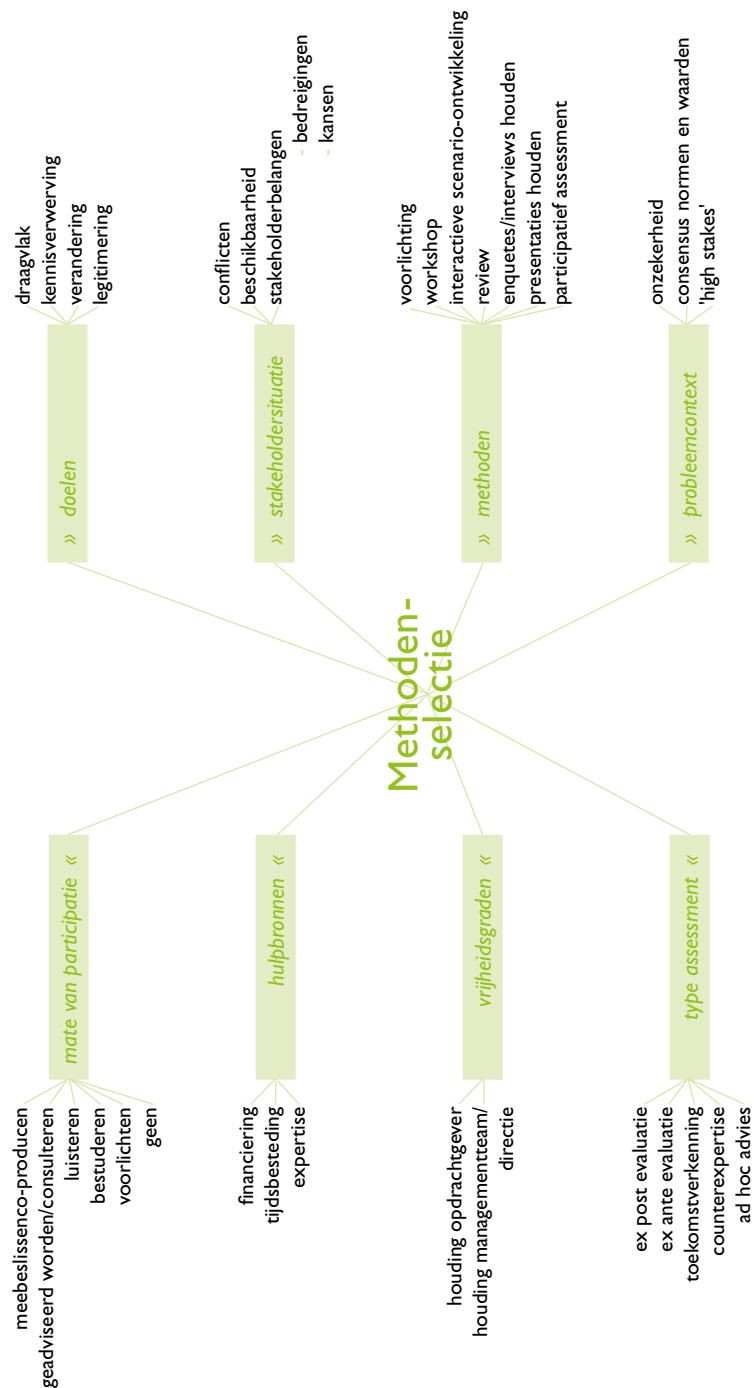 Methoden-
selectie
» doelen
draagvlak
kennisverwerving
verandering
legitimering
» stakeholdersituatie
conflicten
beschikbaarheid
stakeholderbelangen
- bedreigingen
- kansen
» methoden
voorlichting
workshop
interactieve scenario-ontwikkeling
review
enquetes/interviews houden
presentaties houden
participatief assessment
» probleemcontext
onzekerheid
consensus normen en waarden
'high stakes'
mate van participatie «
meebeslissenco-producen
geadviseerd worden/consulteren
luisteren
bestuderen
voorlichten
geen
hulpbronnen «
financiering
tijdsbesteding
expertise
vrijheidsgraden «
houding opdrachtgever
houding managementteam/
directie
type assessment «
ex post evaluatie
ex ante evaluatie
toekomstverkenning
counterexpertise
ad hoc advies